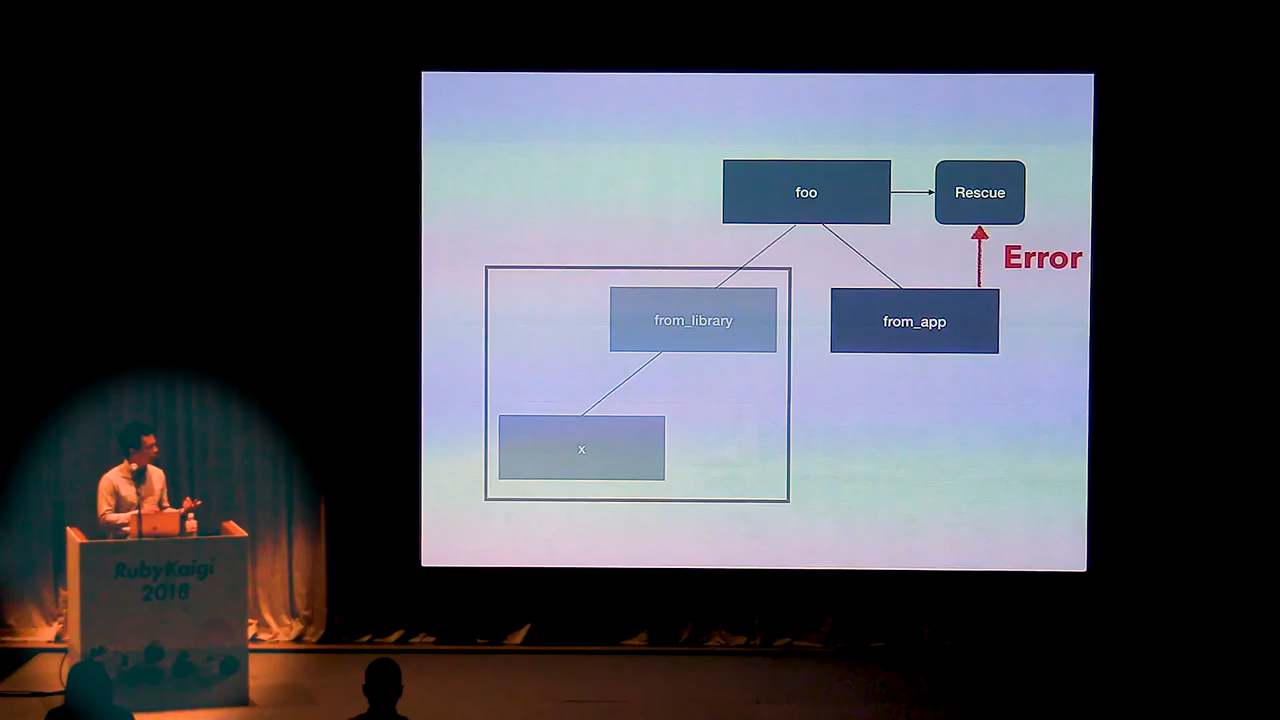 foo
Rescue
Error
from_library
from_app
x
RubyKaigi
2018